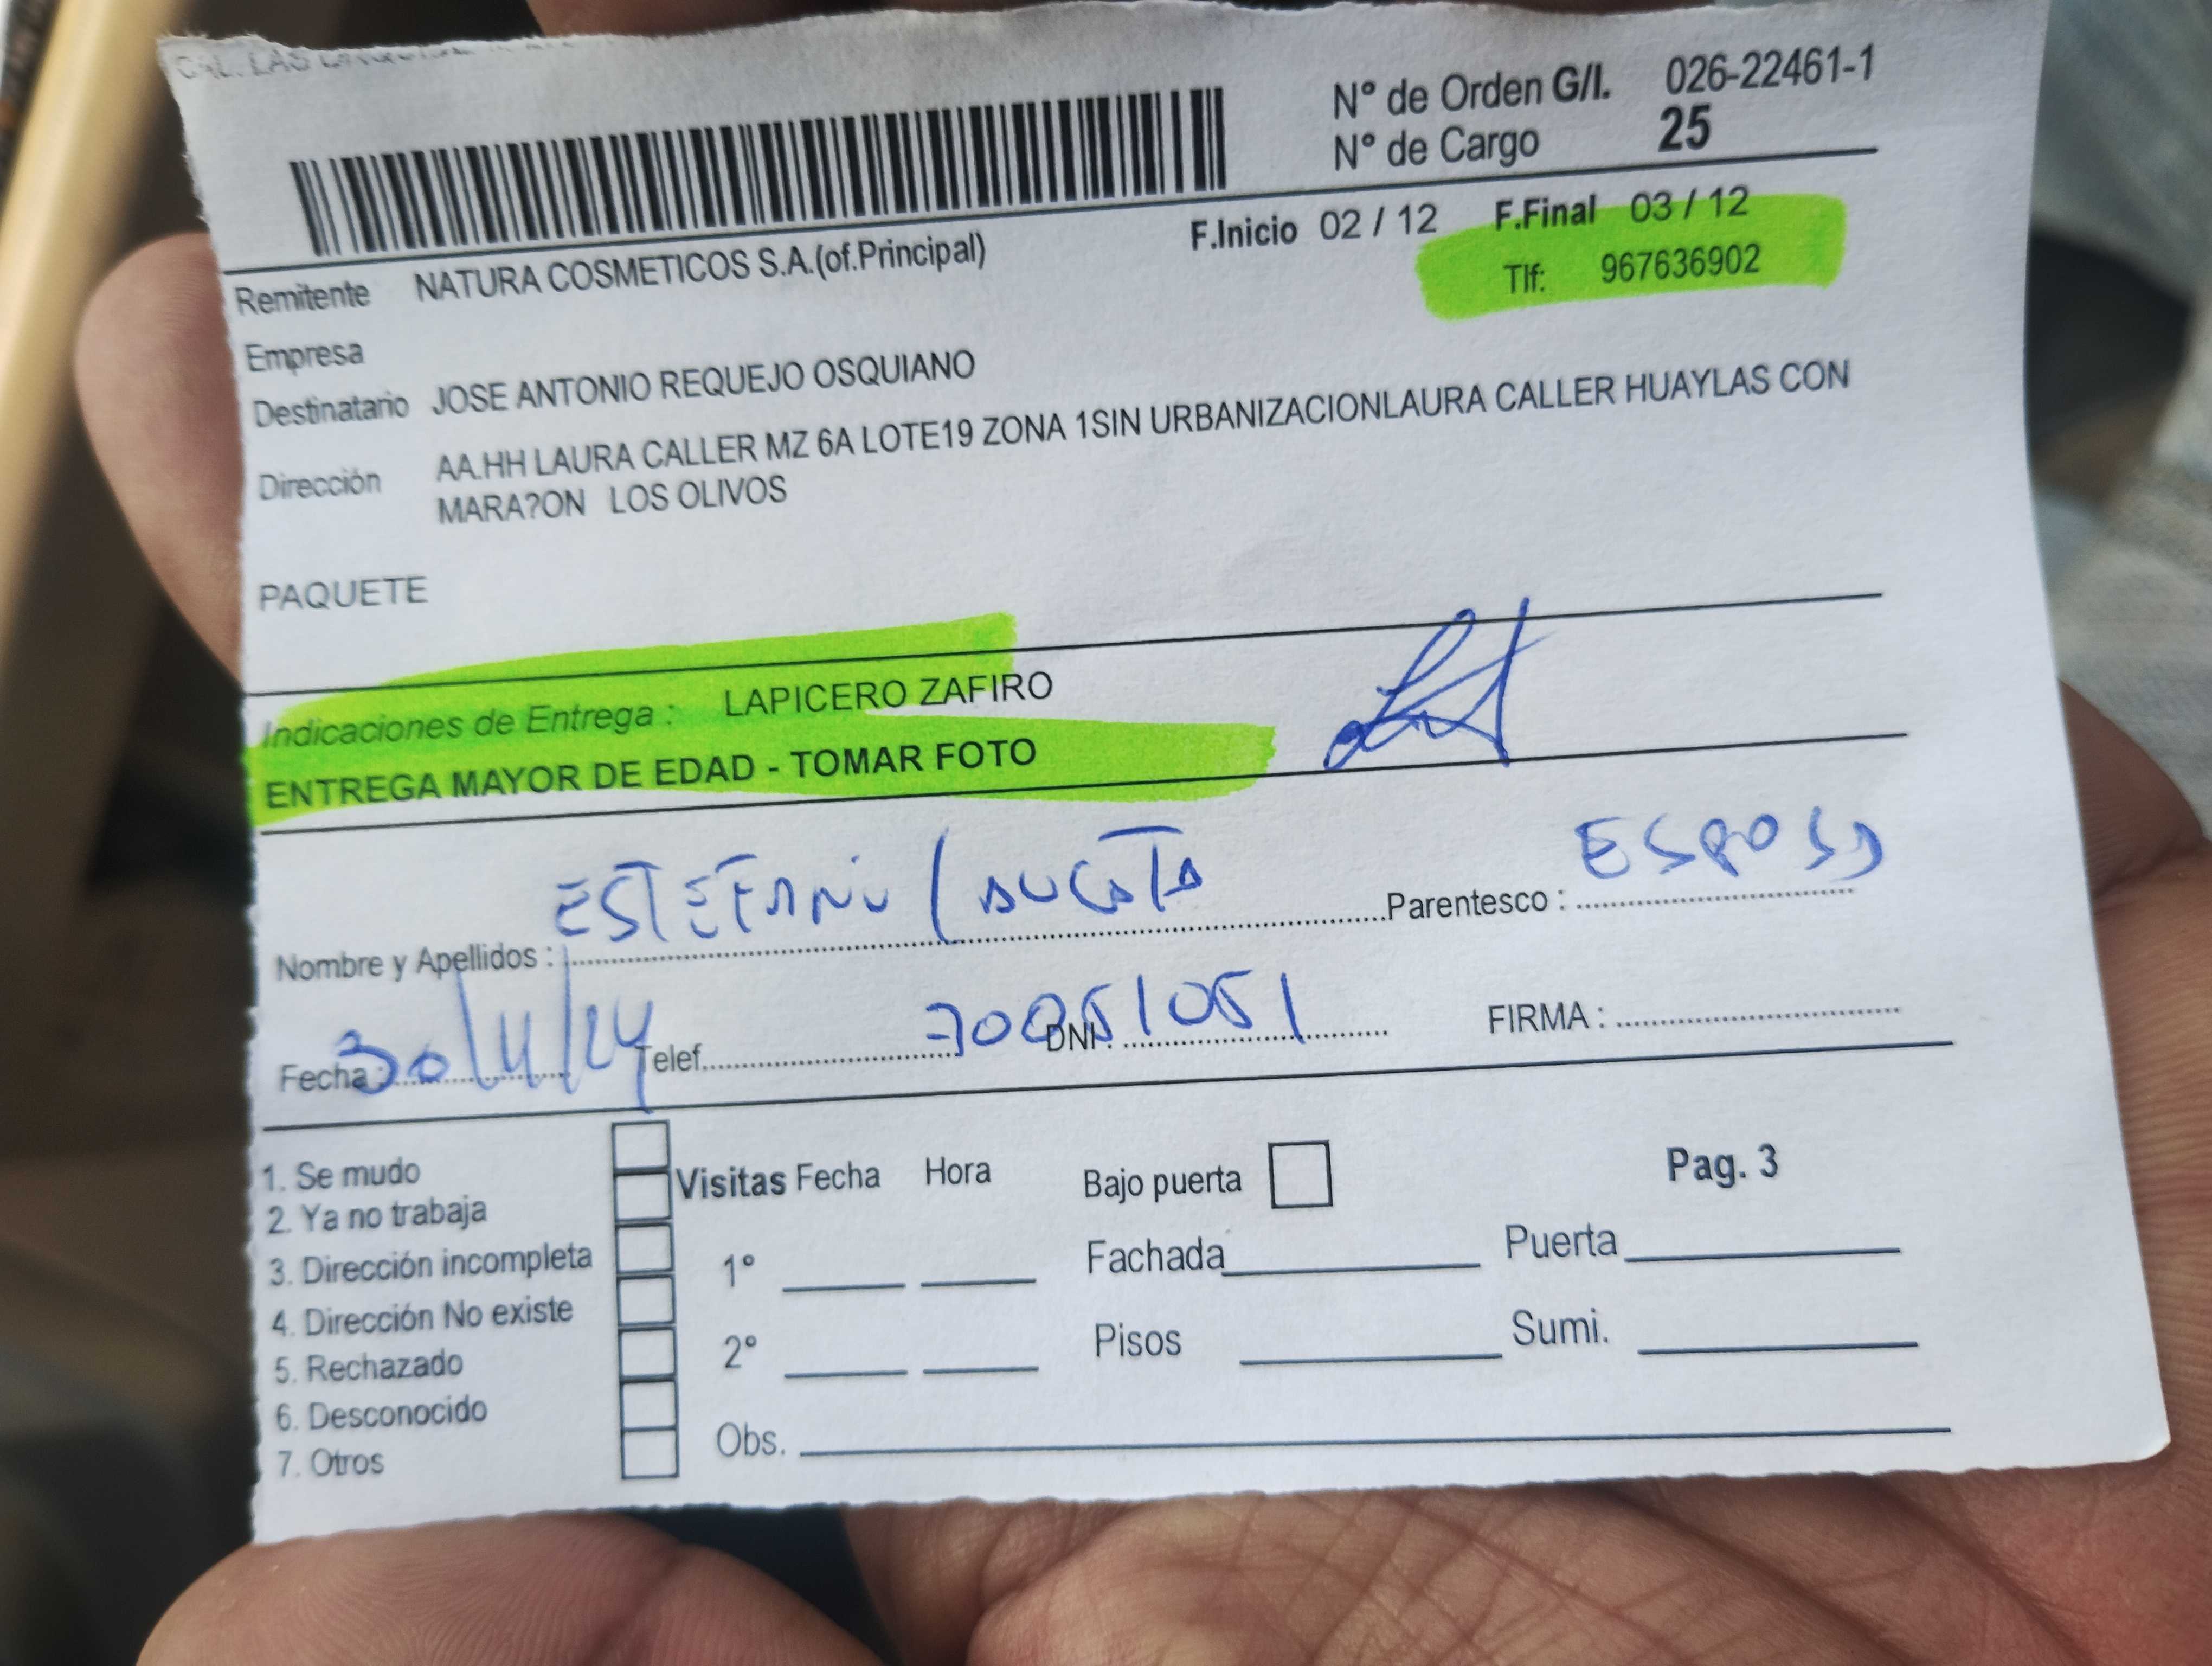 CAL. LAS
N° de Orden G/I. 026-22461-1
N° de Cargo 25
F.Inicio 02 / 12 F.Final 03 / 12
Tlf: 967636902
Remitente NATURA COSMETICOS S.A.(of.Principal)
Empresa
Destinatario JOSE ANTONIO REQUEJO OSQUIANO
Dirección AA.HH LAURA CALLER MZ 6A LOTE19 ZONA 1SIN URBANIZACIONLAURA CALLER HUAYLAS CON
MARA?ON LOS OLIVOS
PAQUETE
Indicaciones de Entrega : LAPICERO ZAFIRO
ENTREGA MAYOR DE EDAD - TOMAR FOTO
Nombre y Apellidos : Parentesco : ESPOSO
Fecha : 30/11/24 Telef. DNI : FIRMA :
1. Se mudo
2. Ya no trabaja
3. Dirección incompleta
4. Dirección No existe
5. Rechazado
6. Desconocido
7. Otros
Visitas Fecha Hora
1°
2°
Obs.
Bajo puerta
Pag. 3
Fachada Puerta
Pisos Sumi.